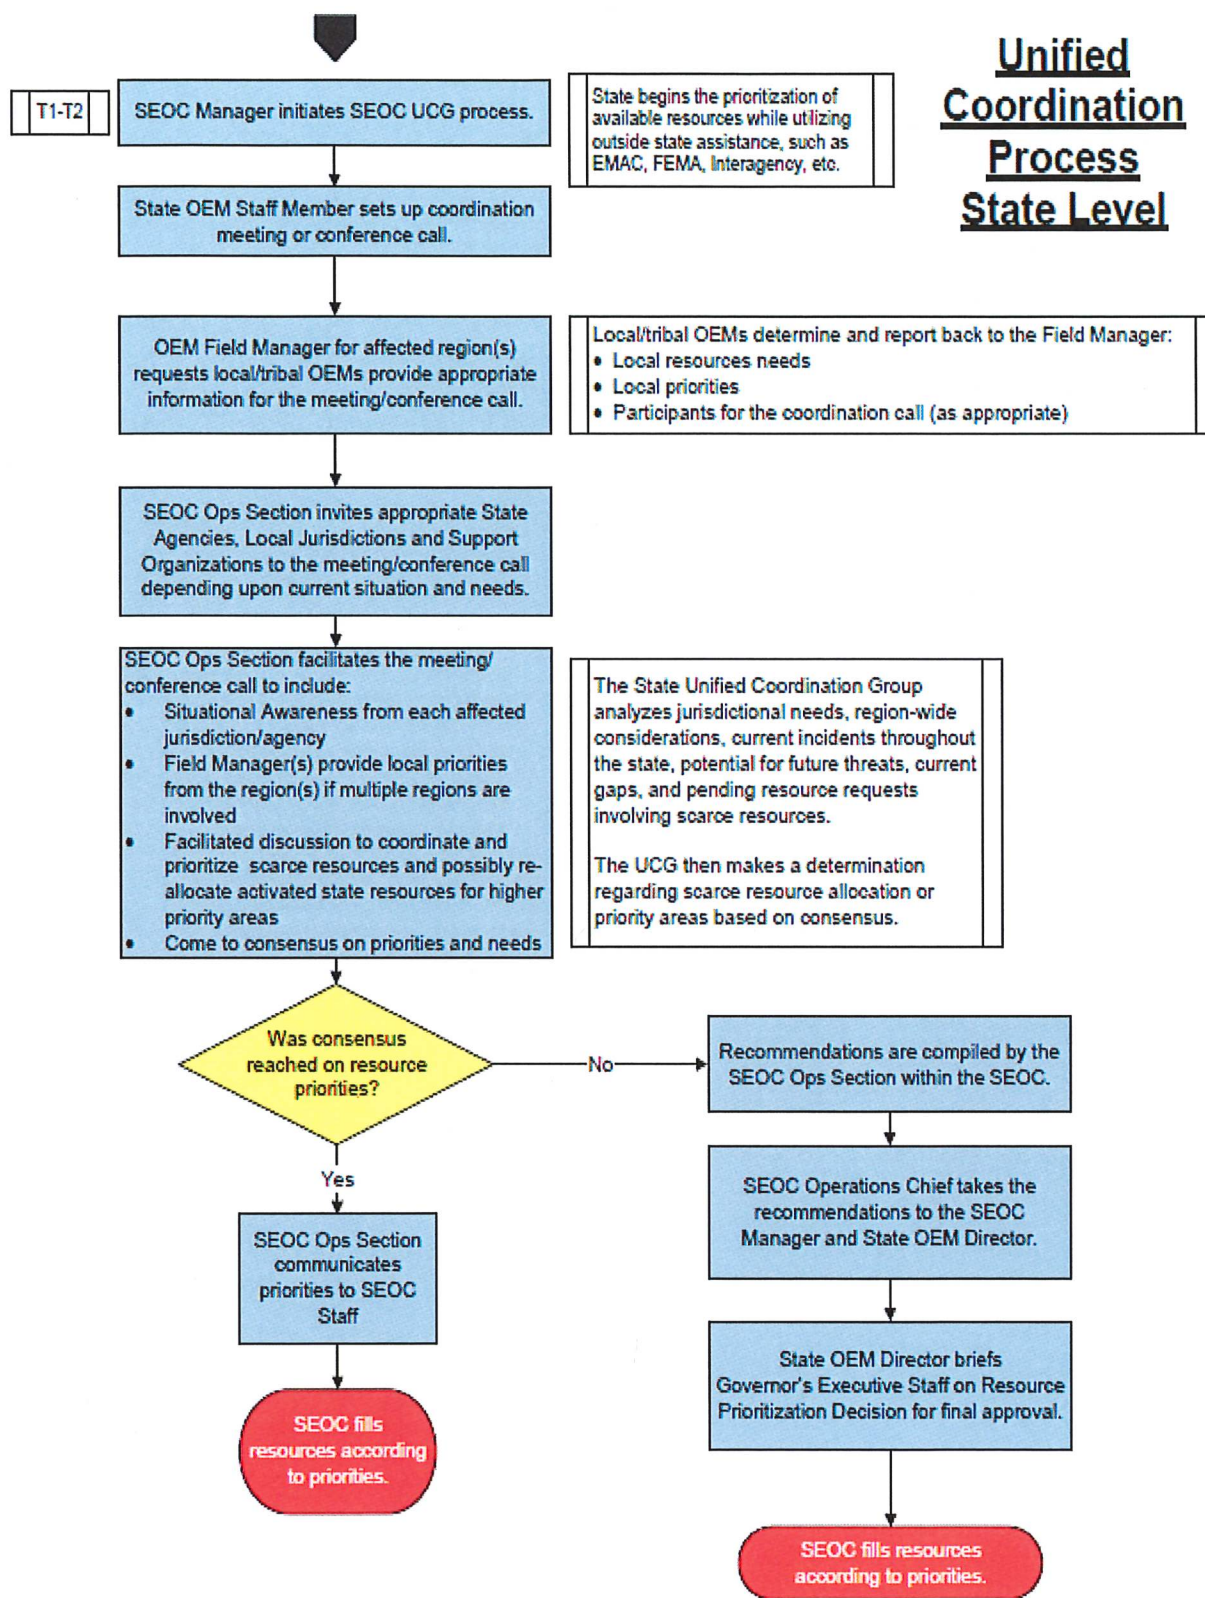 Unified
Coordination
Process
State Level
T1-T2
SEOC Manager initiates SEOC UCG process.
State begins the prioritization of
available resources while utilizing
outside state assistance, such as
EMAC, FEMA, Interagency, etc.
State OEM Staff Member sets up coordination
meeting or conference call.
OEM Field Manager for affected region(s)
requests local/tribal OEMs provide appropriate
information for the meeting/conference call.
Local/tribal OEMs determine and report back to the Field Manager:
• Local resources needs
• Local priorities
• Participants for the coordination call (as appropriate)
SEOC Ops Section invites appropriate State
Agencies, Local Jurisdictions and Support
Organizations to the meeting/conference call
depending upon current situation and needs.
SEOC Ops Section facilitates the meeting/
conference call to include:
• Situational Awareness from each affected
jurisdiction/agency
• Field Manager(s) provide local priorities
from the region(s) if multiple regions are
involved
• Facilitated discussion to coordinate and
prioritize scarce resources and possibly re-
allocate activated state resources for higher
priority areas
• Come to consensus on priorities and needs
The State Unified Coordination Group
analyzes jurisdictional needs, region-wide
considerations, current incidents throughout
the state, potential for future threats, current
gaps, and pending resource requests
involving scarce resources.
The UCG then makes a determination
regarding scarce resource allocation or
priority areas based on consensus.
Was consensus
reached on resource
priorities?
No
Recommendations are compiled by the
SEOC Ops Section within the SEOC.
Yes
SEOC Operations Chief takes the
recommendations to the SEOC
Manager and State OEM Director.
SEOC Ops Section
communicates
priorities to SEOC
Staff
State OEM Director briefs
Governor's Executive Staff on Resource
Prioritization Decision for final approval.
SEOC fills
resources according
to priorities.
SEOC fills resources
according to priorities.